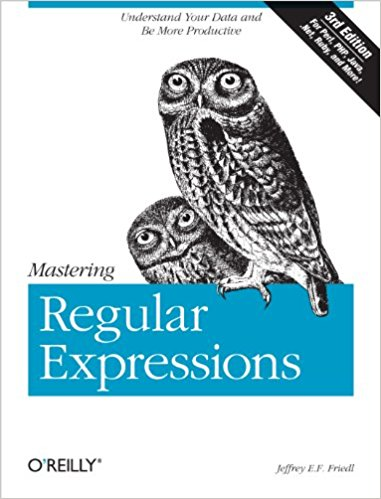 Understand Your Data and
Be More Productive
3rd Edition
For Perl, PHP, Java,
.Net, Ruby, and More!
Mastering
Regular
Expressions
O'REILLY®
Jeffrey E.F. Friedl